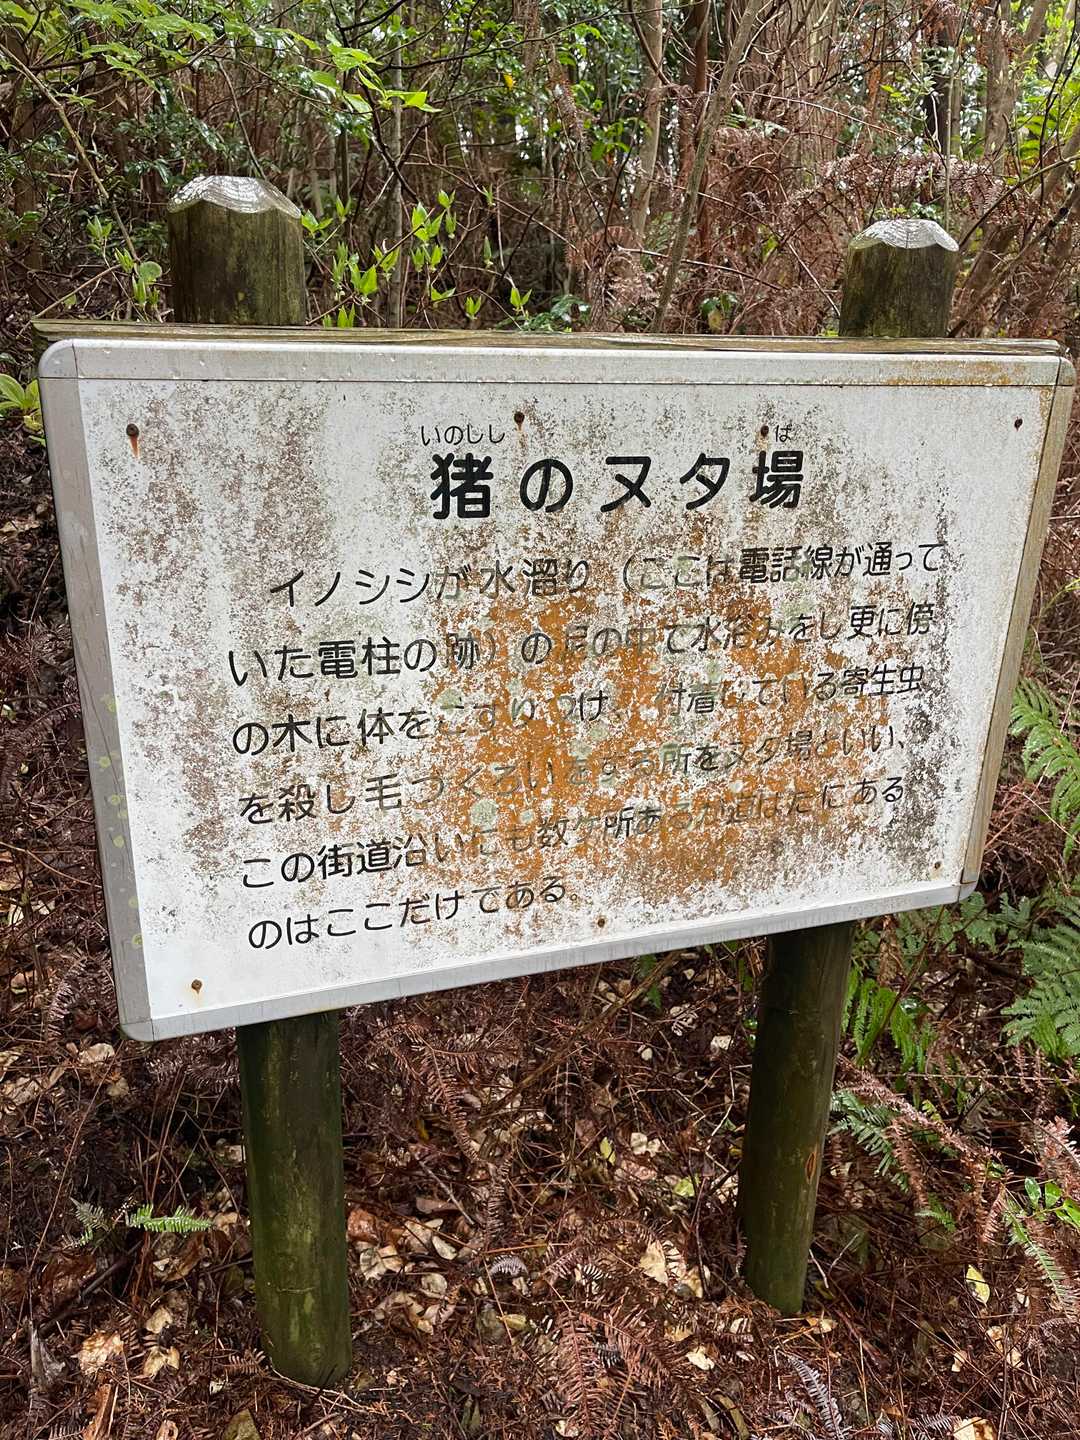 いのしし ば
猪のヌタ場
イノシシが水溜り（ここは電話線が通って
いた電柱の跡）の泥の中で水浴みをし更に傍
の木に体をこすりつけ、付着している寄生虫
を殺し毛づくろいをする所をヌタ場といい、
この街道沿いにも数ケ所あるが道ばたにある
のはここだけである。